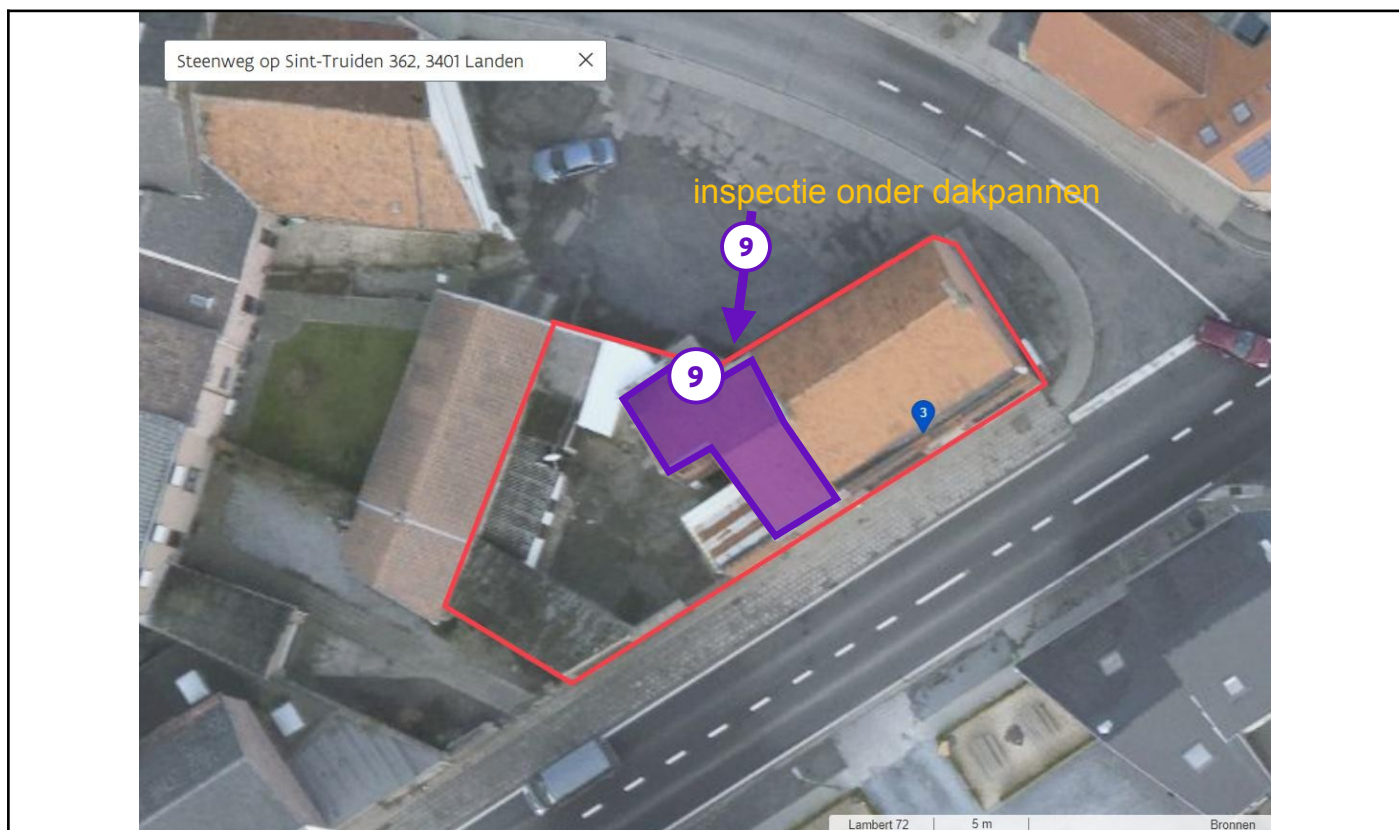 Steenweg op Sint-Truiden 362, 3401 Landen
inspectie onder dakpannen
9
9
3
Lambert 72 | 5 m | Bronnen